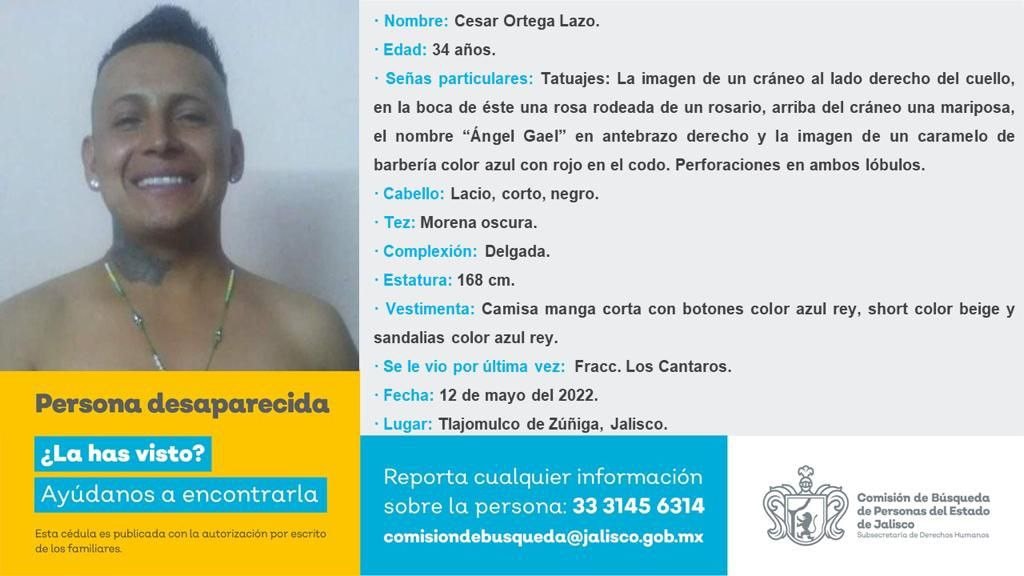 · Nombre: Cesar Ortega Lazo.
· Edad: 34 años.
· Señas particulares: Tatuajes: La imagen de un cráneo al lado derecho del cuello,
en la boca de éste una rosa rodeada de un rosario, arriba del cráneo una mariposa,
el nombre “Ángel Gael” en antebrazo derecho y la imagen de un caramelo de
barbería color azul con rojo en el codo. Perforaciones en ambos lóbulos.
· Cabello: Lacio, corto, negro.
· Tez: Morena oscura.
· Complexión: Delgada.
· Estatura: 168 cm.
· Vestimenta: Camisa manga corta con botones color azul rey, short color beige y
sandalias color azul rey.
· Se le vio por última vez: Fracc. Los Cantaros.
· Fecha: 12 de mayo del 2022.
· Lugar: Tlajomulco de Zúñiga, Jalisco.
Persona desaparecida
¿La has visto?
Ayúdanos a encontrarla
Esta cédula es publicada con la autorización por escrito
de los familiares.
Reporta cualquier información
sobre la persona: 33 3145 6314
comisiondebusqueda@jalisco.gob.mx
Comisión de Búsqueda
de Personas del Estado
de Jalisco
Subsecretaría de Derechos Humanos